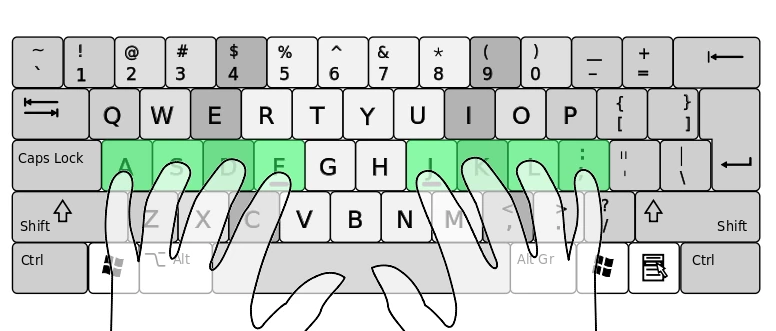 ~ ! @ # $ % ^ & * ( ) __ +
` 1 2 3 4 5 6 7 8 9 0 – =
Q W E R T Y U I O P { }
[ ]
Caps Lock A S D F G H J K L : " |
; ' \
Shift Z X C V B N M < > ? Shift
, . /
Ctrl Alt Alt Gr Ctrl